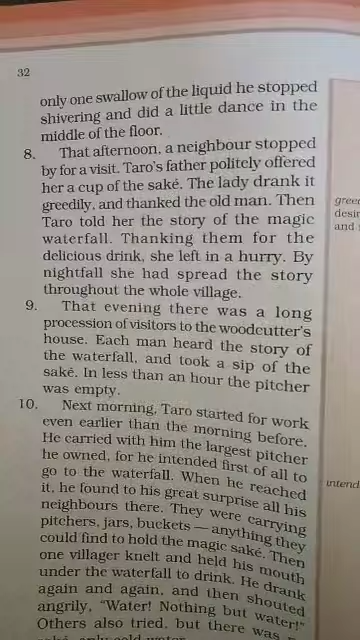 32
only one swallow of the liquid he stopped
shivering and did a little dance in the
middle of the floor.
8. That afternoon, a neighbour stopped
by for a visit. Taro's father politely offered
her a cup of the saké. The lady drank it
greedily, and thanked the old man. Then
Taro told her the story of the magic
waterfall. Thanking them for the
delicious drink, she left in a hurry. By
nightfall she had spread the story
throughout the whole village.
9. That evening there was a long
procession of visitors to the woodcutter's
house. Each man heard the story of
the waterfall, and took a sip of the
saké. In less than an hour the pitcher
was empty.
10. Next morning, Taro started for work
even earlier than the morning before.
He carried with him the largest pitcher
he owned, for he intended first of all to
go to the waterfall. When he reached
it, he found to his great surprise all his
neighbours there. They were carrying
pitchers, jars, buckets — anything they
could find to hold the magic saké. Then
one villager knelt and held his mouth
under the waterfall to drink. He drank
again and again, and then shouted
angrily, "Water! Nothing but water!"
Others also tried, but there was
only cold water
desir
and
intend